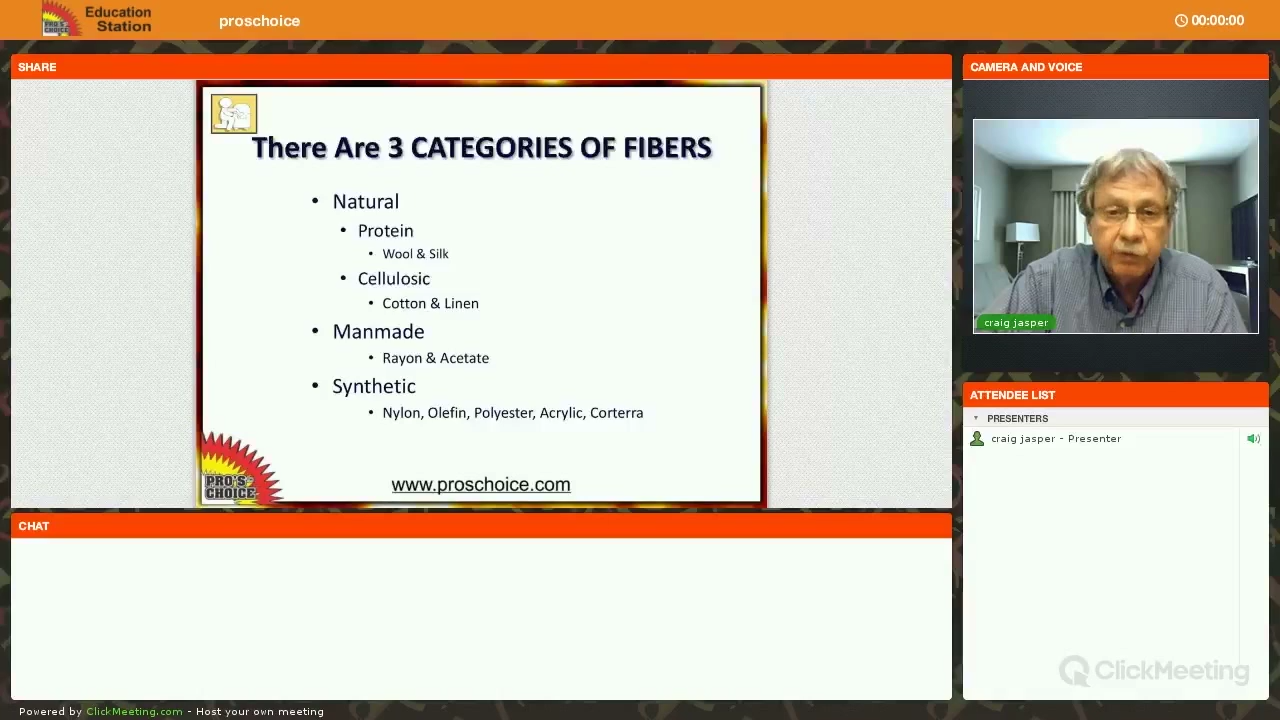 Education
Station
PRO'S
CHOICE
proschoice
00:00:00
SHARE
There Are 3 CATEGORIES OF FIBERS
• Natural
• Protein
• Wool & Silk
• Cellulosic
• Cotton & Linen
• Manmade
• Rayon & Acetate
• Synthetic
• Nylon, Olefin, Polyester, Acrylic, Corterra
PRO'S
CHOICE
www.proschoice.com
CAMERA AND VOICE
craig jasper
ATTENDEE LIST
PRESENTERS
craig jasper - Presenter
CHAT
ClickMeeting
Powered by ClickMeeting.com - Host your own meeting